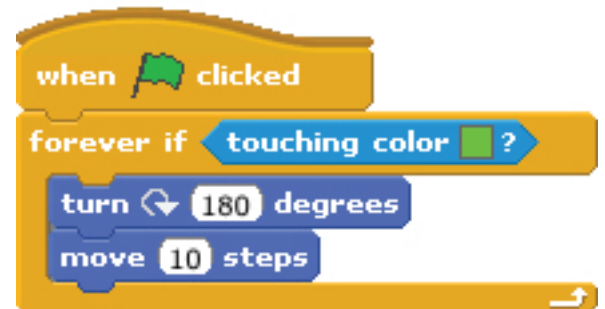 when clicked
forever if touching color ?
turn 180 degrees
move 10 steps